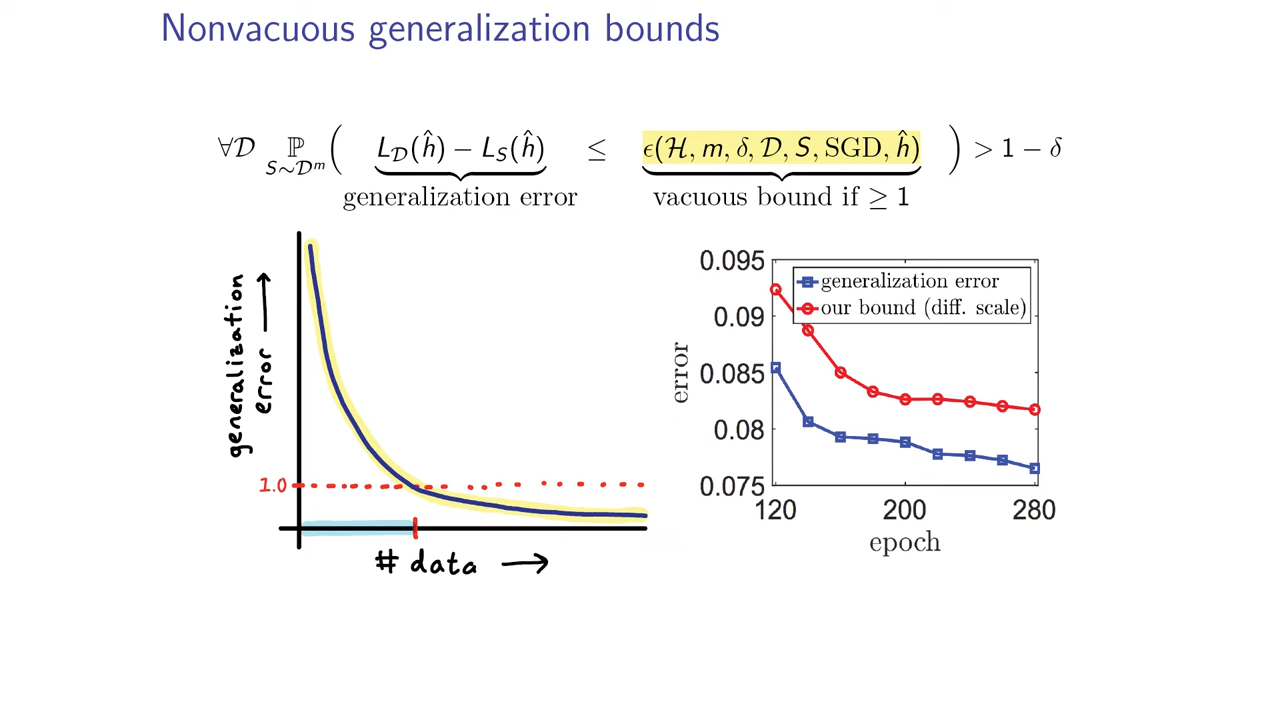 Nonvacuous generalization bounds
∀𝒟 ℙ_{S∼𝒟^m} ( L_𝒟(ĥ) − L_S(ĥ) ≤ ϵ(ℋ, m, δ, 𝒟, S, SGD, ĥ) ) > 1 − δ
generalization error
vacuous bound if ≥ 1
generalization
error
1.0
# data
0.095
0.09
0.085
0.08
0.075
error
generalization error
our bound (diff. scale)
120 200 280
epoch